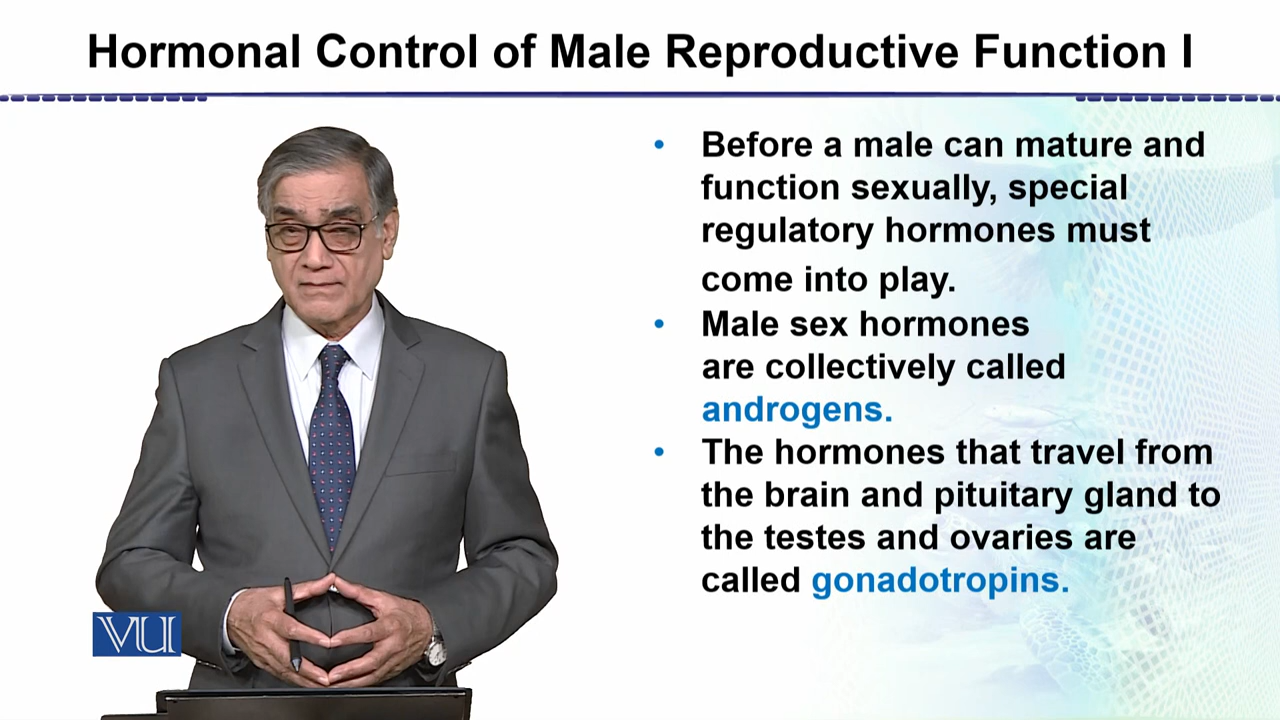 Hormonal Control of Male Reproductive Function I
• Before a male can mature and
function sexually, special
regulatory hormones must
come into play.
• Male sex hormones
are collectively called
androgens.
• The hormones that travel from
the brain and pituitary gland to
the testes and ovaries are
called gonadotropins.
VU